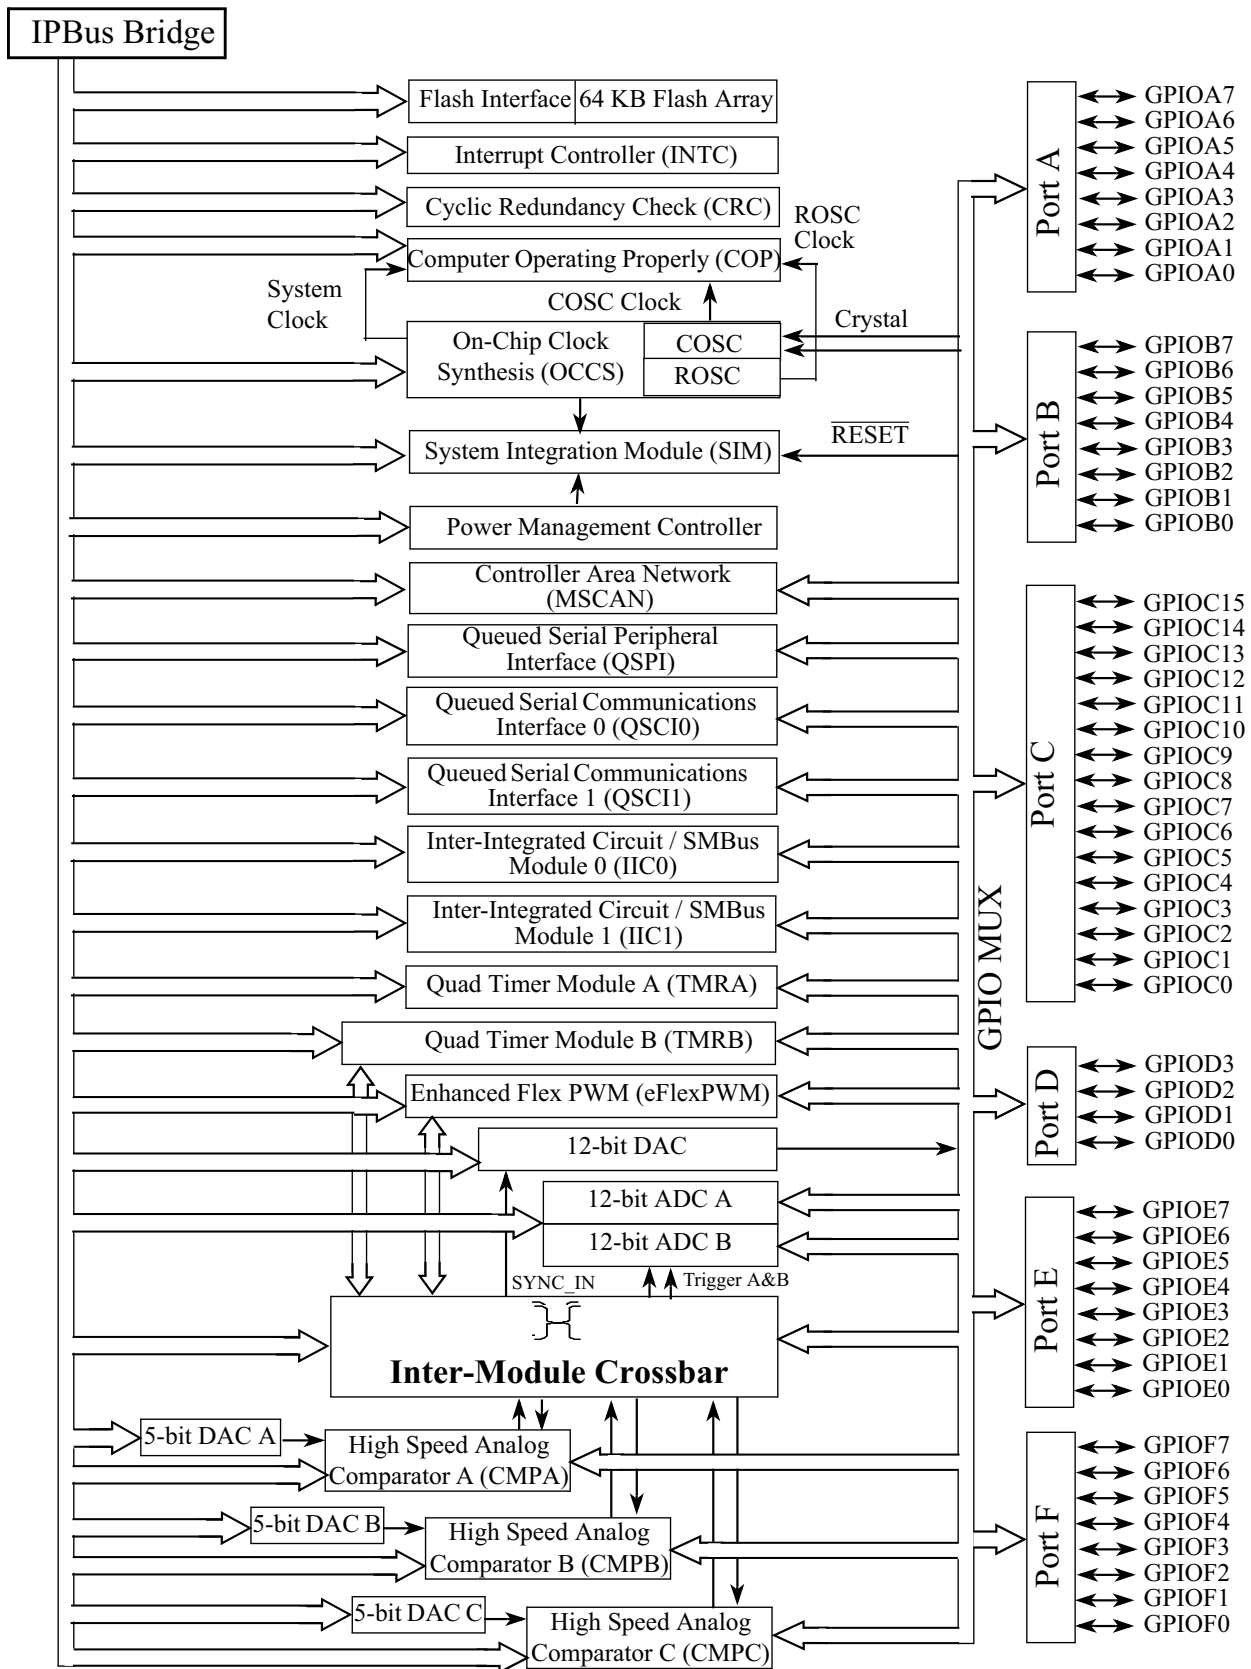 IPBus Bridge
Flash Interface
64 KB Flash Array
Interrupt Controller (INTC)
Cyclic Redundancy Check (CRC)
ROSC
Clock
Computer Operating Properly (COP)
System
Clock
COSC Clock
Crystal
On-Chip Clock
Synthesis (OCCS)
COSC
ROSC
RESET
System Integration Module (SIM)
Power Management Controller
Controller Area Network
(MSCAN)
Queued Serial Peripheral
Interface (QSPI)
Queued Serial Communications
Interface 0 (QSCI0)
Queued Serial Communications
Interface 1 (QSCI1)
Inter-Integrated Circuit / SMBus
Module 0 (IIC0)
Inter-Integrated Circuit / SMBus
Module 1 (IIC1)
Quad Timer Module A (TMRA)
Quad Timer Module B (TMRB)
Enhanced Flex PWM (eFlexPWM)
12-bit DAC
12-bit ADC A
12-bit ADC B
SYNC_IN
Trigger A&B
Inter-Module Crossbar
5-bit DAC A
High Speed Analog
Comparator A (CMPA)
5-bit DAC B
High Speed Analog
Comparator B (CMPB)
5-bit DAC C
High Speed Analog
Comparator C (CMPC)
GPIO MUX
Port A
GPIOA7
GPIOA6
GPIOA5
GPIOA4
GPIOA3
GPIOA2
GPIOA1
GPIOA0
Port B
GPIOB7
GPIOB6
GPIOB5
GPIOB4
GPIOB3
GPIOB2
GPIOB1
GPIOB0
Port C
GPIOC15
GPIOC14
GPIOC13
GPIOC12
GPIOC11
GPIOC10
GPIOC9
GPIOC8
GPIOC7
GPIOC6
GPIOC5
GPIOC4
GPIOC3
GPIOC2
GPIOC1
GPIOC0
Port D
GPIOD3
GPIOD2
GPIOD1
GPIOD0
Port E
GPIOE7
GPIOE6
GPIOE5
GPIOE4
GPIOE3
GPIOE2
GPIOE1
GPIOE0
Port F
GPIOF7
GPIOF6
GPIOF5
GPIOF4
GPIOF3
GPIOF2
GPIOF1
GPIOF0